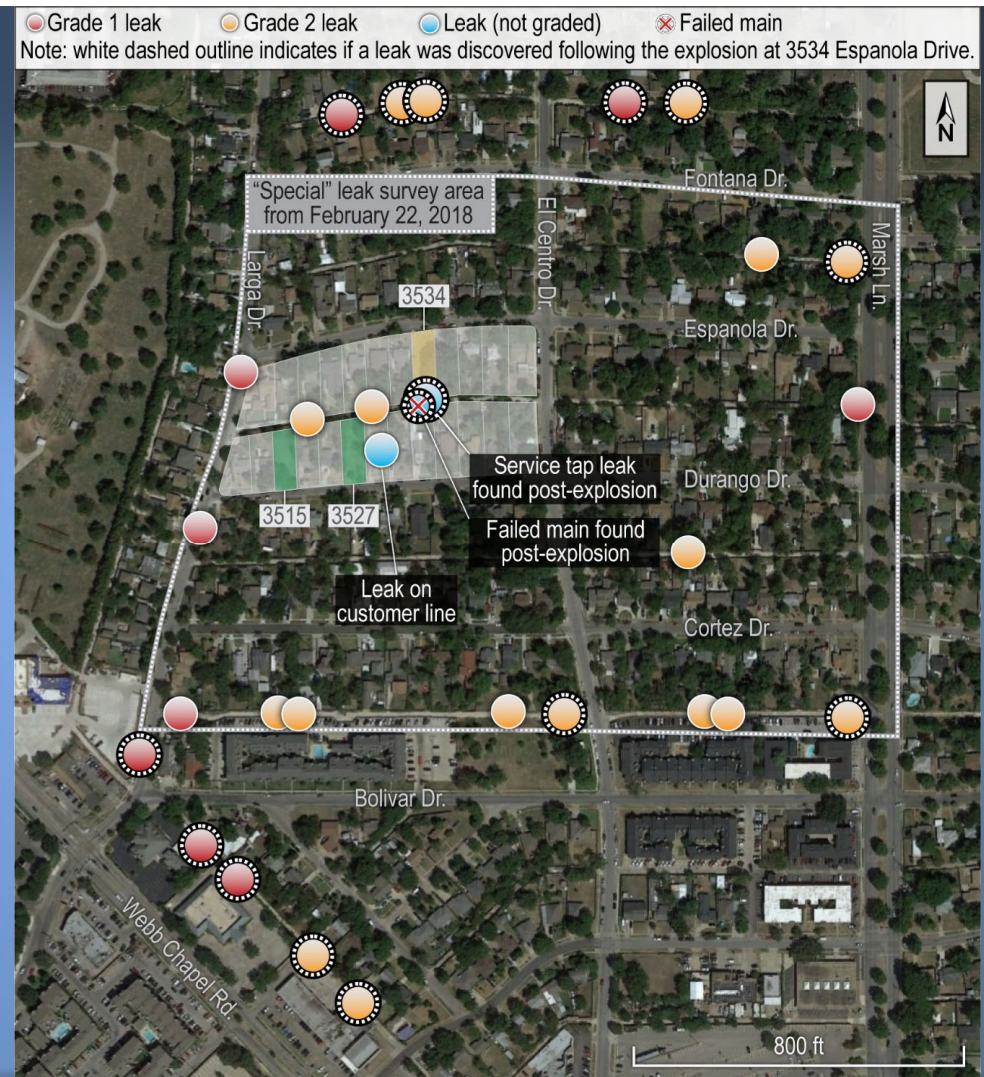 Grade 1 leak
Grade 2 leak
Leak (not graded)
Failed main
Note: white dashed outline indicates if a leak was discovered following the explosion at 3534 Espanola Drive.
N
Fontana Dr.
"Special" leak survey area
from February 22, 2018
El Centro Dr
Marsh Ln.
Larga Dr.
3534
Espanola Dr.
Service tap leak
found post-explosion
Durango Dr.
3515
3527
Failed main found
post-explosion
Leak on
customer line
Cortez Dr.
Bolivar Dr.
Webb Chapel Rd.
800 ft